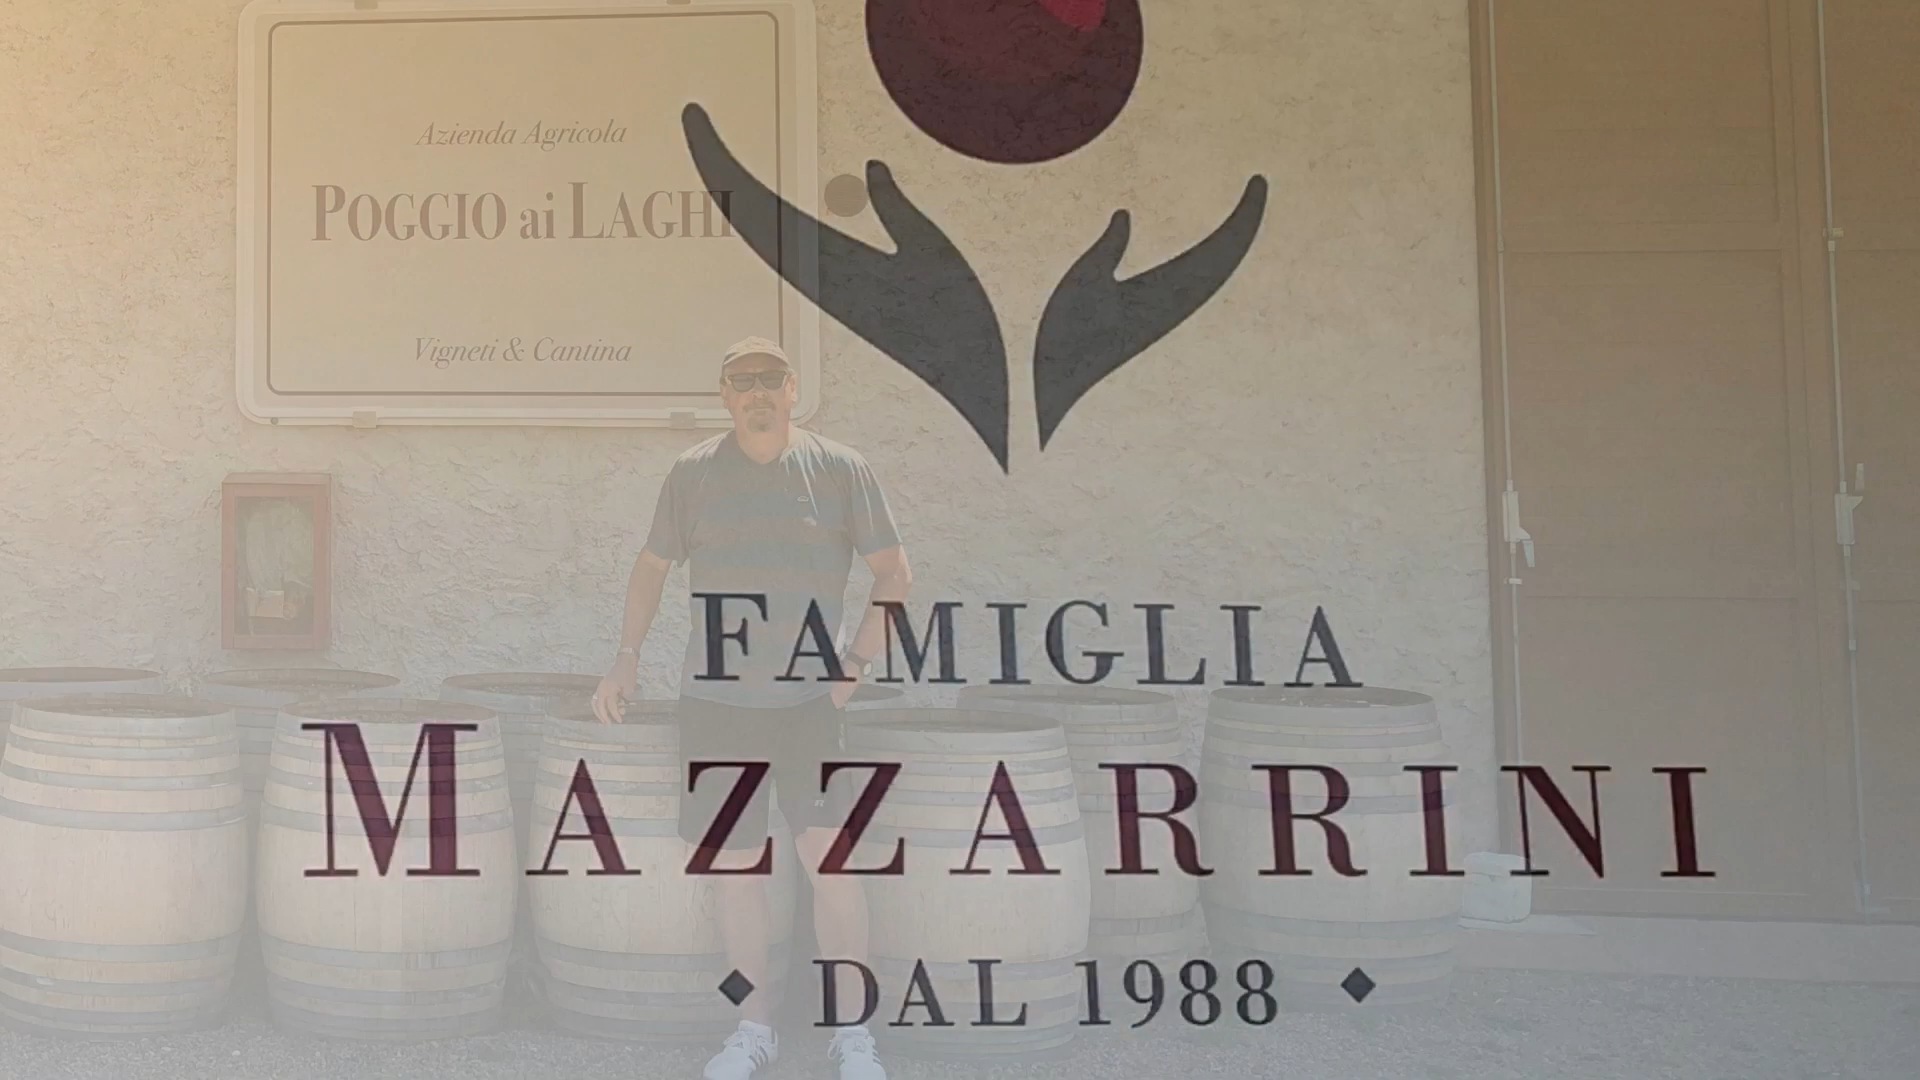 Azienda Agricola
POGGIO ai LAGHI
Vigneti & Cantina
FAMIGLIA
MAZZARRINI
DAL 1988